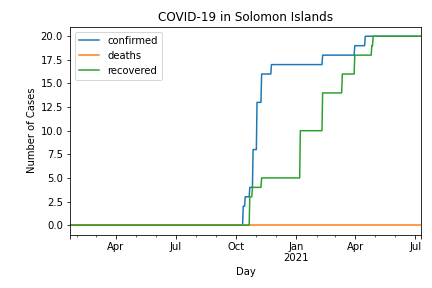 COVID-19 in Solomon Islands
confirmed
deaths
recovered
Number of Cases
20.0
17.5
15.0
12.5
10.0
7.5
5.0
2.5
0.0
Apr Jul Oct Jan Apr Jul
2021
Day